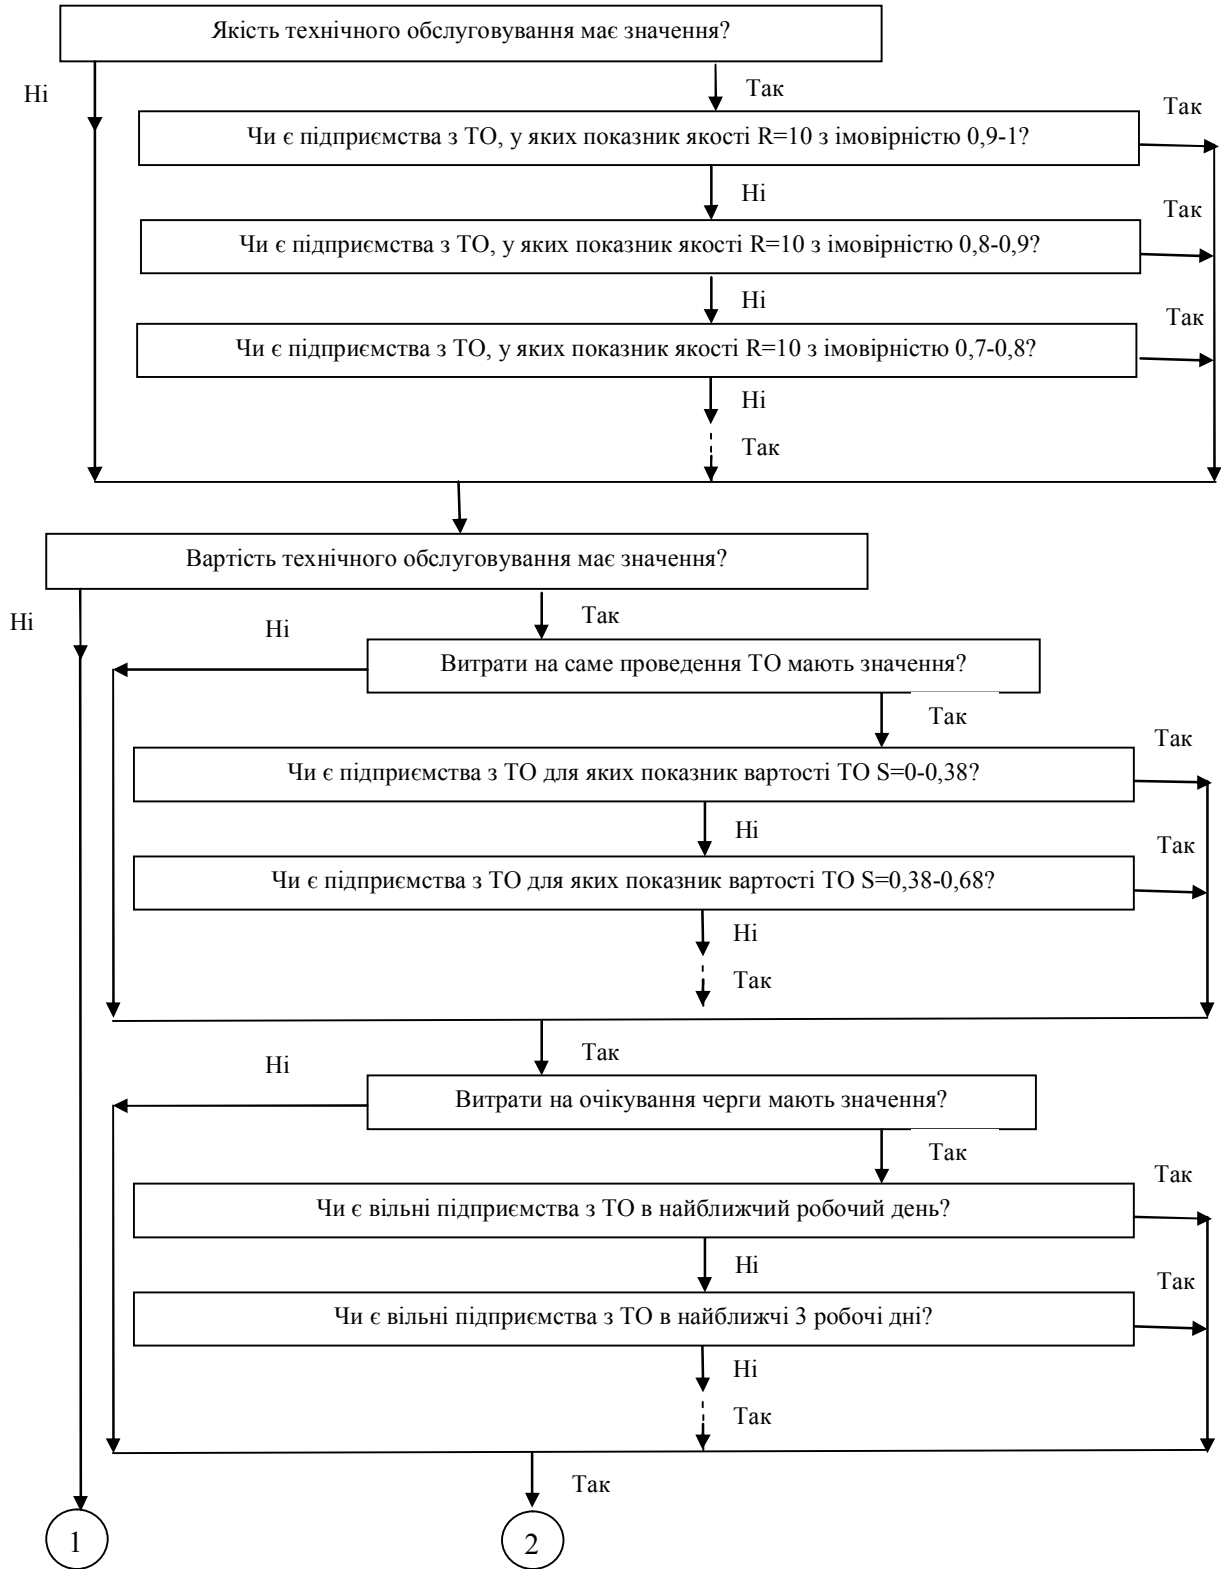 Якість технічного обслуговування має значення?
Ні
Так
Так
Чи є підприємства з ТО, у яких показник якості R=10 з імовірністю 0,9-1?
Ні
Так
Чи є підприємства з ТО, у яких показник якості R=10 з імовірністю 0,8-0,9?
Ні
Так
Чи є підприємства з ТО, у яких показник якості R=10 з імовірністю 0,7-0,8?
Ні
Так
Вартість технічного обслуговування має значення?
Ні
Так
Ні
Витрати на саме проведення ТО мають значення?
Так
Так
Чи є підприємства з ТО для яких показник вартості ТО S=0-0,38?
Ні
Так
Чи є підприємства з ТО для яких показник вартості ТО S=0,38-0,68?
Ні
Так
Так
Ні
Витрати на очікування черги мають значення?
Так
Так
Чи є вільні підприємства з ТО в найближчий робочий день?
Ні
Так
Чи є вільні підприємства з ТО в найближчі 3 робочі дні?
Ні
Так
Так
1
2